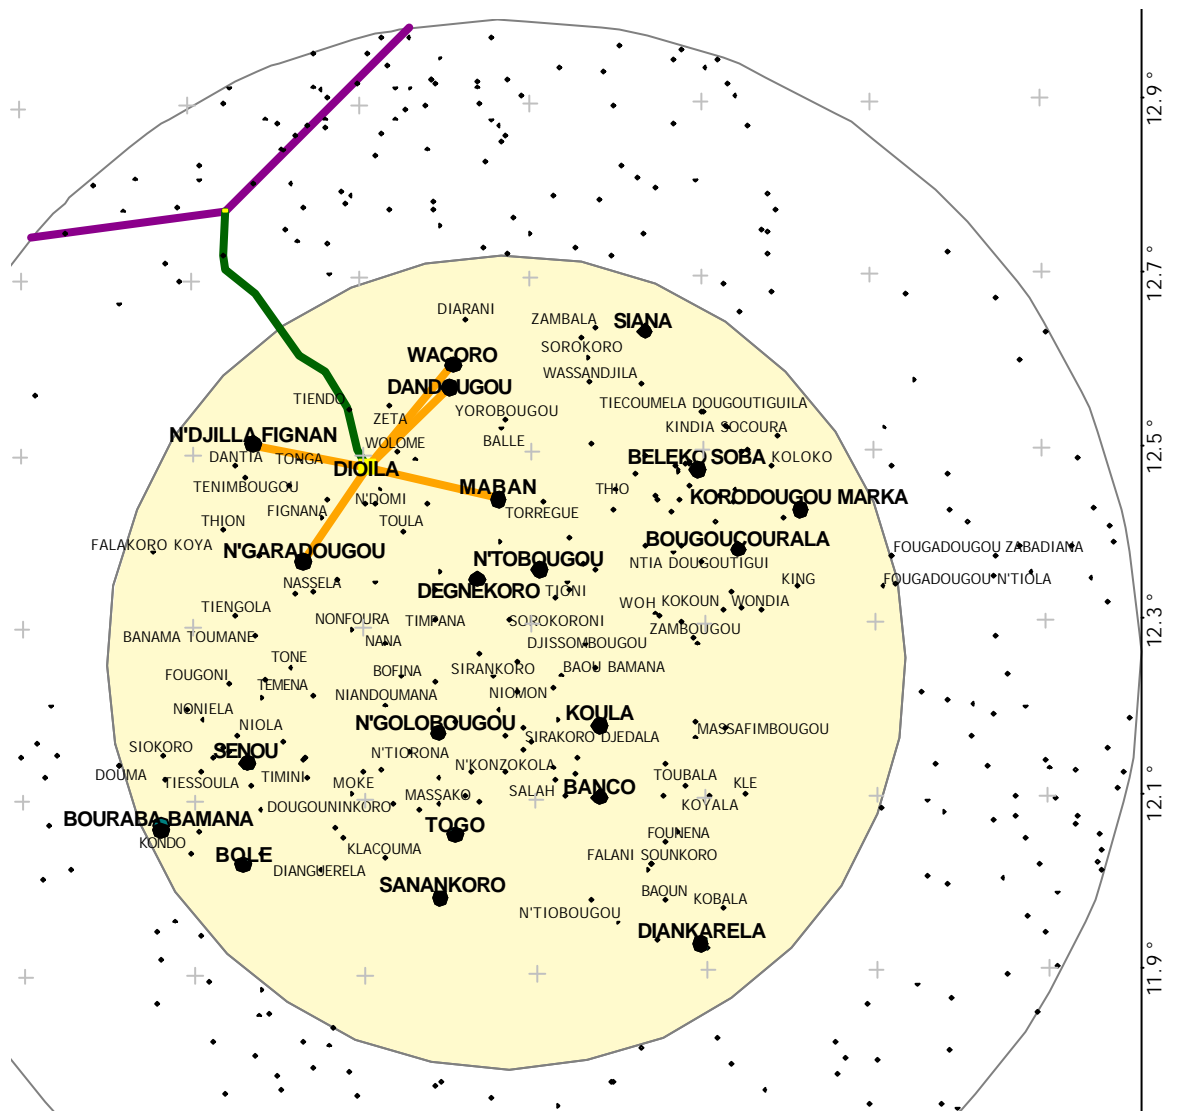 12.9°
12.7°
DIARANI
ZAMBALA
SIANA
SOROKORO
WACORO
WASSANDJILA
DANDOUGOU
TIENDO
TIECOUMELA DOUGOUTIGUILA
ZETA
YOROBOUGOU
KINDIA SOCOURA
N'DJILLA FIGNAN
WOLOME
BALLE
12.5°
DANTIA
TONGA
DIOILA
BELEKO SOBA
KOLOKO
TENIMBOUGOU
N'DOMI
MABAN
THIO
KORODOUGOU MARKA
FIGNANA
TORREGUE
THION
TOULA
FALAKORO KOYA
N'GARADOUGOU
N'TOBOUGOU
BOUGOUCOURALA
FOUGADOUGOU ZABADIANA
NTIA DOUGOUTIGUI
NASSELA
DEGNEKORO
TIONI
KING
FOUGADOUGOU N'TIOLA
TIENGOLA
WOH
KOKOUN
WONDIA
NONFOURA
TIMPANA
SOROKORONI
12.3°
BANAMA TOUMANE
NANA
DJISSOMBOUGOU
ZAMBOUGOU
TONE
FOUGONI
TEMENA
BOFINA
SIRANKORO
BAOU BAMANA
NIANDOUMANA
NIOMON
NONIELA
NIOLA
N'GOLOBOUGOU
KOULA
MASSAFIMBOUGOU
SIOKORO
SENOU
N'TIORONA
SIRAKORO DJEDALA
DOUMA
TIESSOULA
TIMINI
MOKE
N'KONZOKOLA
TOUBALA
KLE
DOUGOUNINKORO
MASSAKO
SALAH
BANCO
KOYALA
12.1°
BOURABA-BAMANA
TOGO
FOUNENA
KONDO
BOLE
KLACOUMA
FALANI SOUNKORO
DIANGUERELA
SANANKORO
BAOUN
KOBALA
N'TIOBOUGOU
DIANKARELA
11.9°